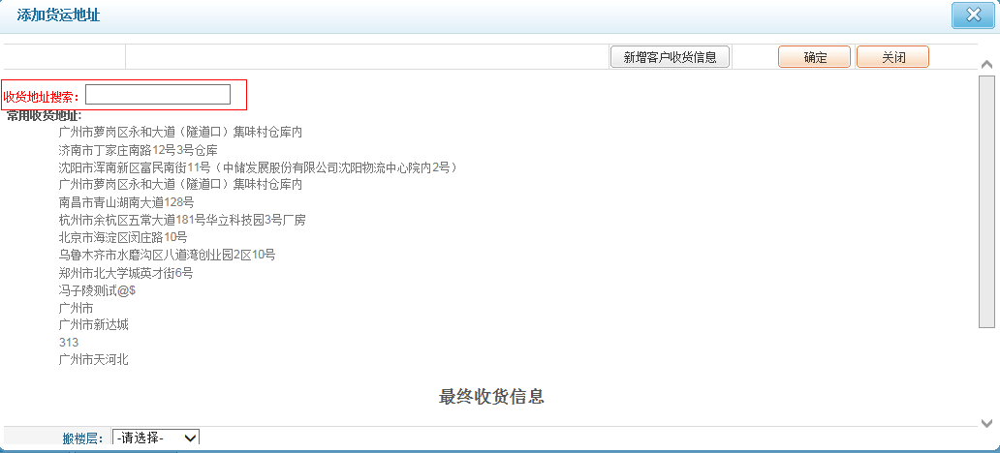 添加货运地址
新增客户收货信息 确定 关闭
收货地址搜索：
常用收货地址:
广州市萝岗区永和大道（隧道口）集味村仓库内
济南市丁家庄南路12号3号仓库
沈阳市浑南新区富民南街11号（中储发展股份有限公司沈阳物流中心院内2号）
广州市萝岗区永和大道（隧道口）集味村仓库内
南昌市青山湖南大道128号
杭州市余杭区五常大道181号华立科技园3号厂房
北京市海淀区闵庄路10号
乌鲁木齐市水磨沟区八道湾创业园2区10号
郑州市北大学城英才街6号
冯子陵测试@$
广州市
广州市新达城
313
广州市天河北
最终收货信息
搬楼层： -请选择-